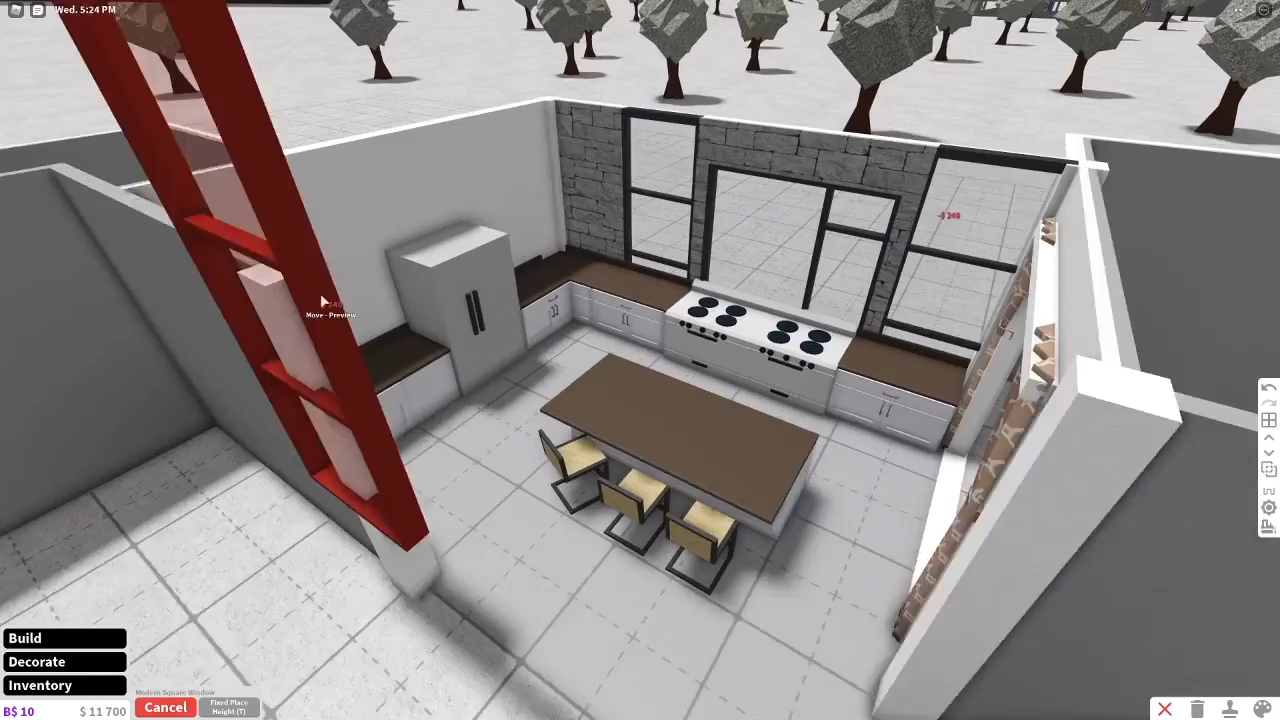 Wed. 5:24 PM
-$ 248
Move - Preview
Build
Decorate
Inventory
Modern Square Window
Cancel
Fixed Place
Height (T)
B$ 10
$ 11 700